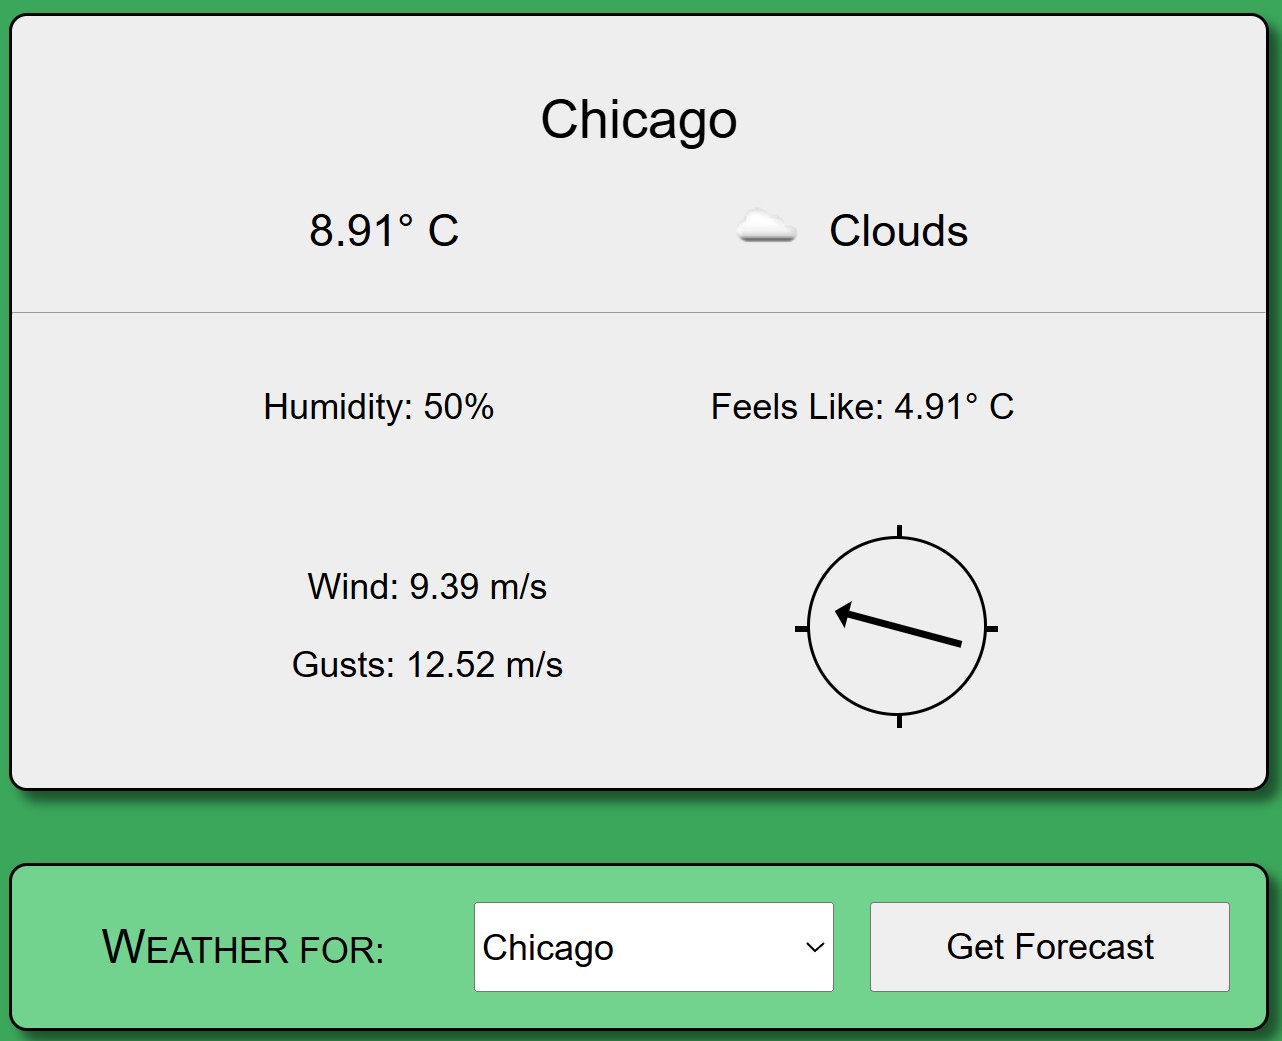 Chicago
8.91° C
Clouds
Humidity: 50%
Feels Like: 4.91° C
Wind: 9.39 m/s
Gusts: 12.52 m/s
Weather for:
Chicago
Get Forecast